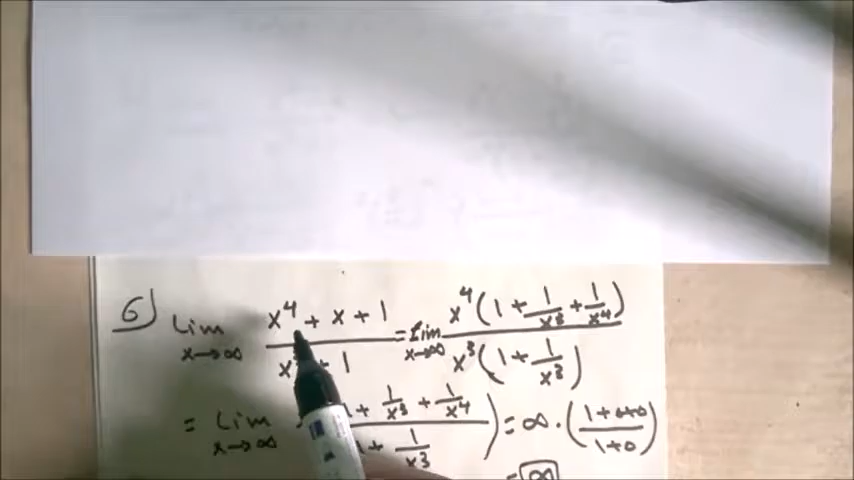 6) Lim x→∞ (x⁴ + x + 1)/(x + 1) = Lim x→∞ x⁴(1 + 1/x³ + 1/x⁴)/x³(1 + 1/x³)
= Lim x→∞ + 1/x³ + 1/x⁴)/(+ 1/x³) = ∞ · ((1+0+0)/(1+0))
= ∞